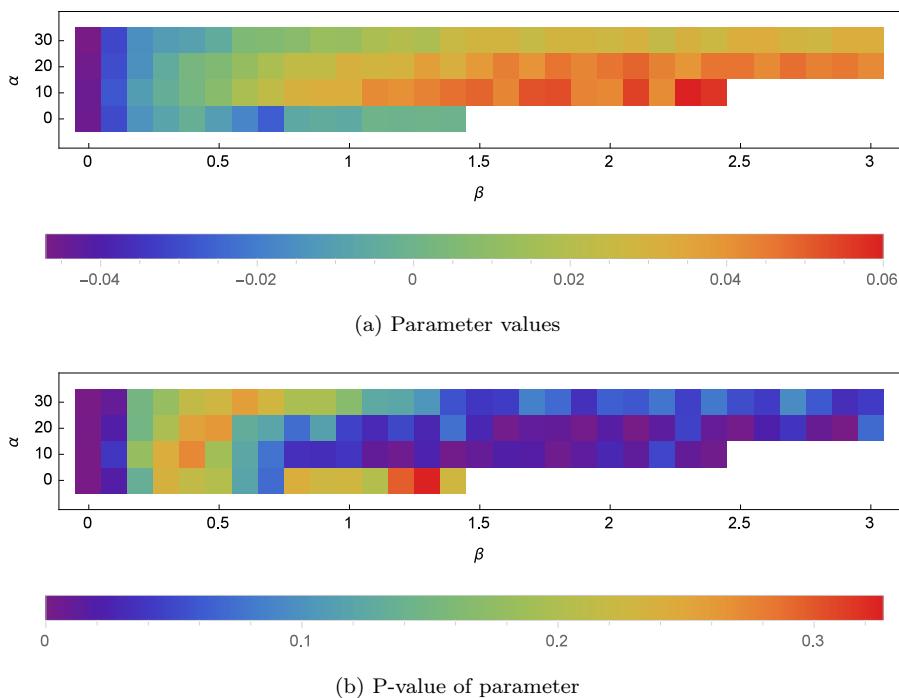 30
20
α
10
0
0 0.5 1 1.5 2 2.5 3
β
−0.04 −0.02 0 0.02 0.04 0.06
(a) Parameter values
30
20
α
10
0
0 0.5 1 1.5 2 2.5 3
β
0 0.1 0.2 0.3
(b) P-value of parameter